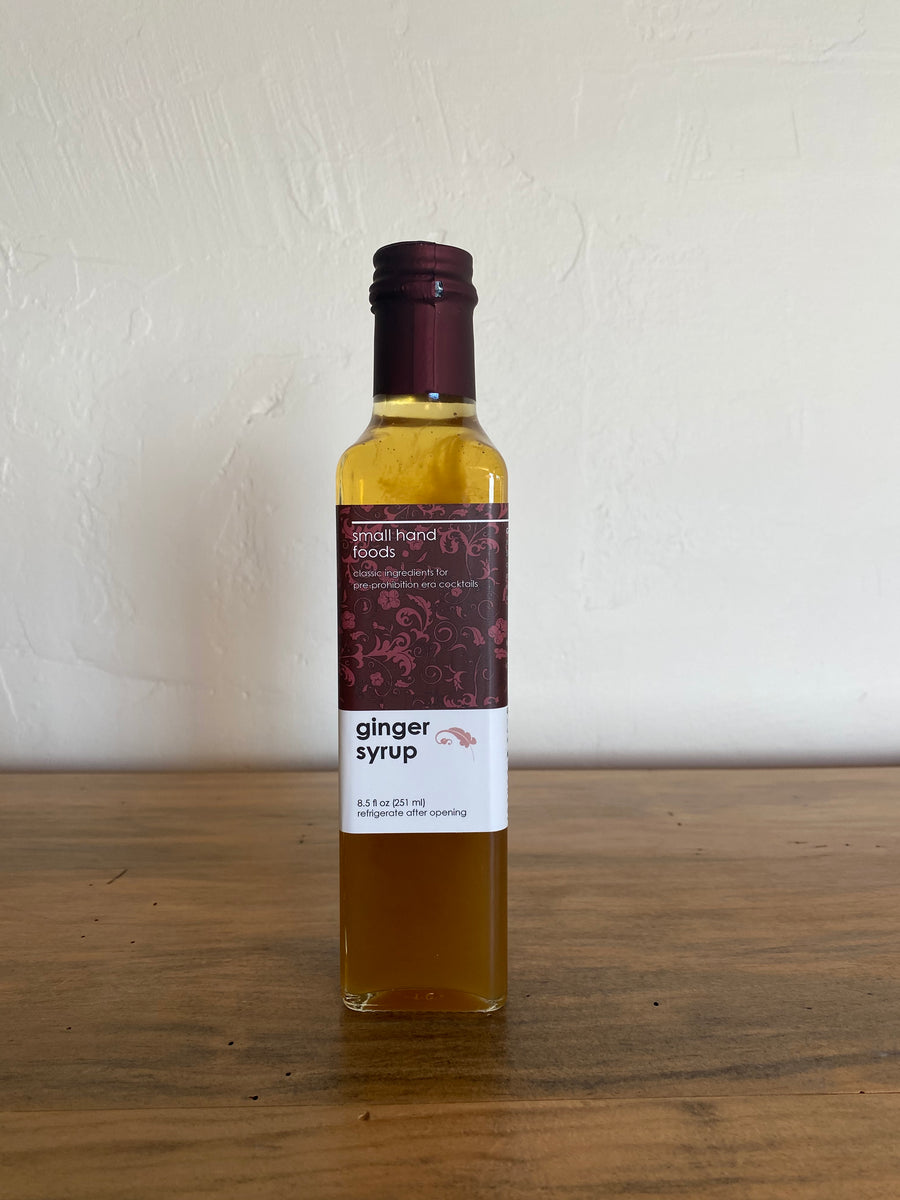 small hand
foods
classic ingredients for
pre-prohibition era cocktails
ginger
syrup
8.5 fl oz (251 ml)
refrigerate after opening